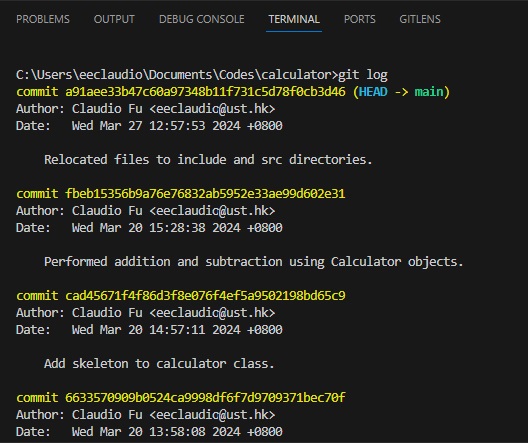 PROBLEMS OUTPUT DEBUG CONSOLE TERMINAL PORTS GITLENS
C:\Users\eeclaudio\Documents\Codes\calculator>git log
commit a91aee33b47c60a97348b11f731c5d78f0cb3d46 (HEAD -> main)
Author: Claudio Fu <eeclaudic@ust.hk>
Date:   Wed Mar 27 12:57:53 2024 +0800
Relocated files to include and src directories.
commit fbeb15356b9a76e76832ab5952e33ae99d602e31
Author: Claudio Fu <eeclaudic@ust.hk>
Date:   Wed Mar 20 15:28:38 2024 +0800
Performed addition and subtraction using Calculator objects.
commit cad45671f4f86d3f8e076f4ef5a9502198bd65c9
Author: Claudio Fu <eeclaudic@ust.hk>
Date:   Wed Mar 20 14:57:11 2024 +0800
Add skeleton to calculator class.
commit 6633570909b0524ca9998df6f7d9709371bec70f
Author: Claudio Fu <eeclaudic@ust.hk>
Date:   Wed Mar 20 13:58:08 2024 +0800